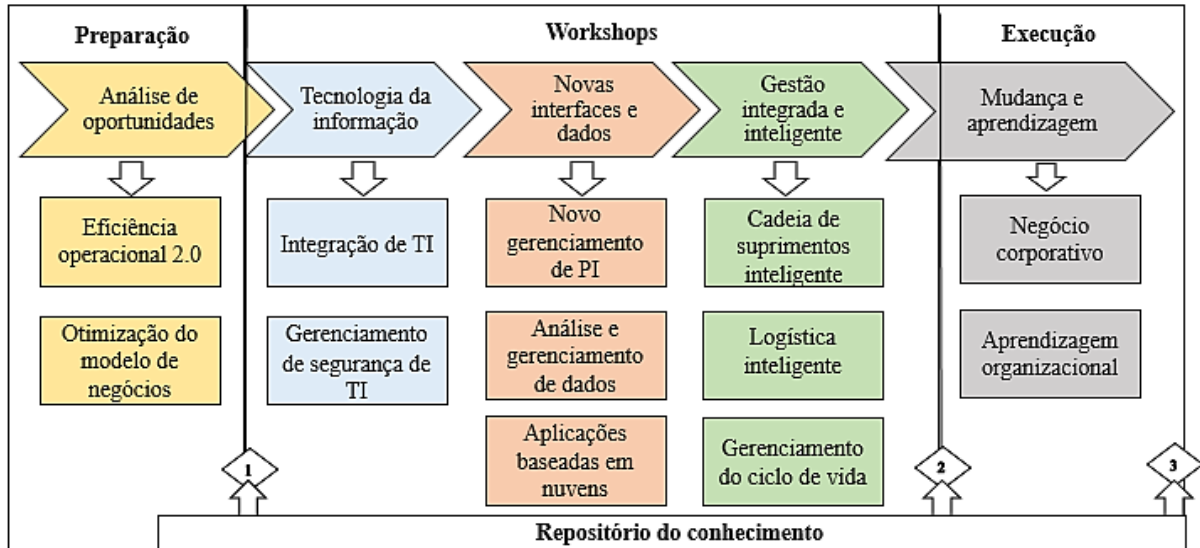 Preparação
Workshops
Execução
Análise de
oportunidades
Tecnologia da
informação
Novas
interfaces e
dados
Gestão
integrada e
inteligente
Mudança e
aprendizagem
Eficiência
operacional 2.0
Integração de TI
Novo
gerenciamento
de PI
Cadeia de
suprimentos
inteligente
Negócio
corporativo
Otimização do
modelo de
negócios
Gerenciamento
de segurança de
TI
Análise e
gerenciamento
de dados
Logística
inteligente
Aprendizagem
organizacional
Aplicações
baseadas em
nuvens
Gerenciamento
do ciclo de vida
1
2
3
Repositório do conhecimento